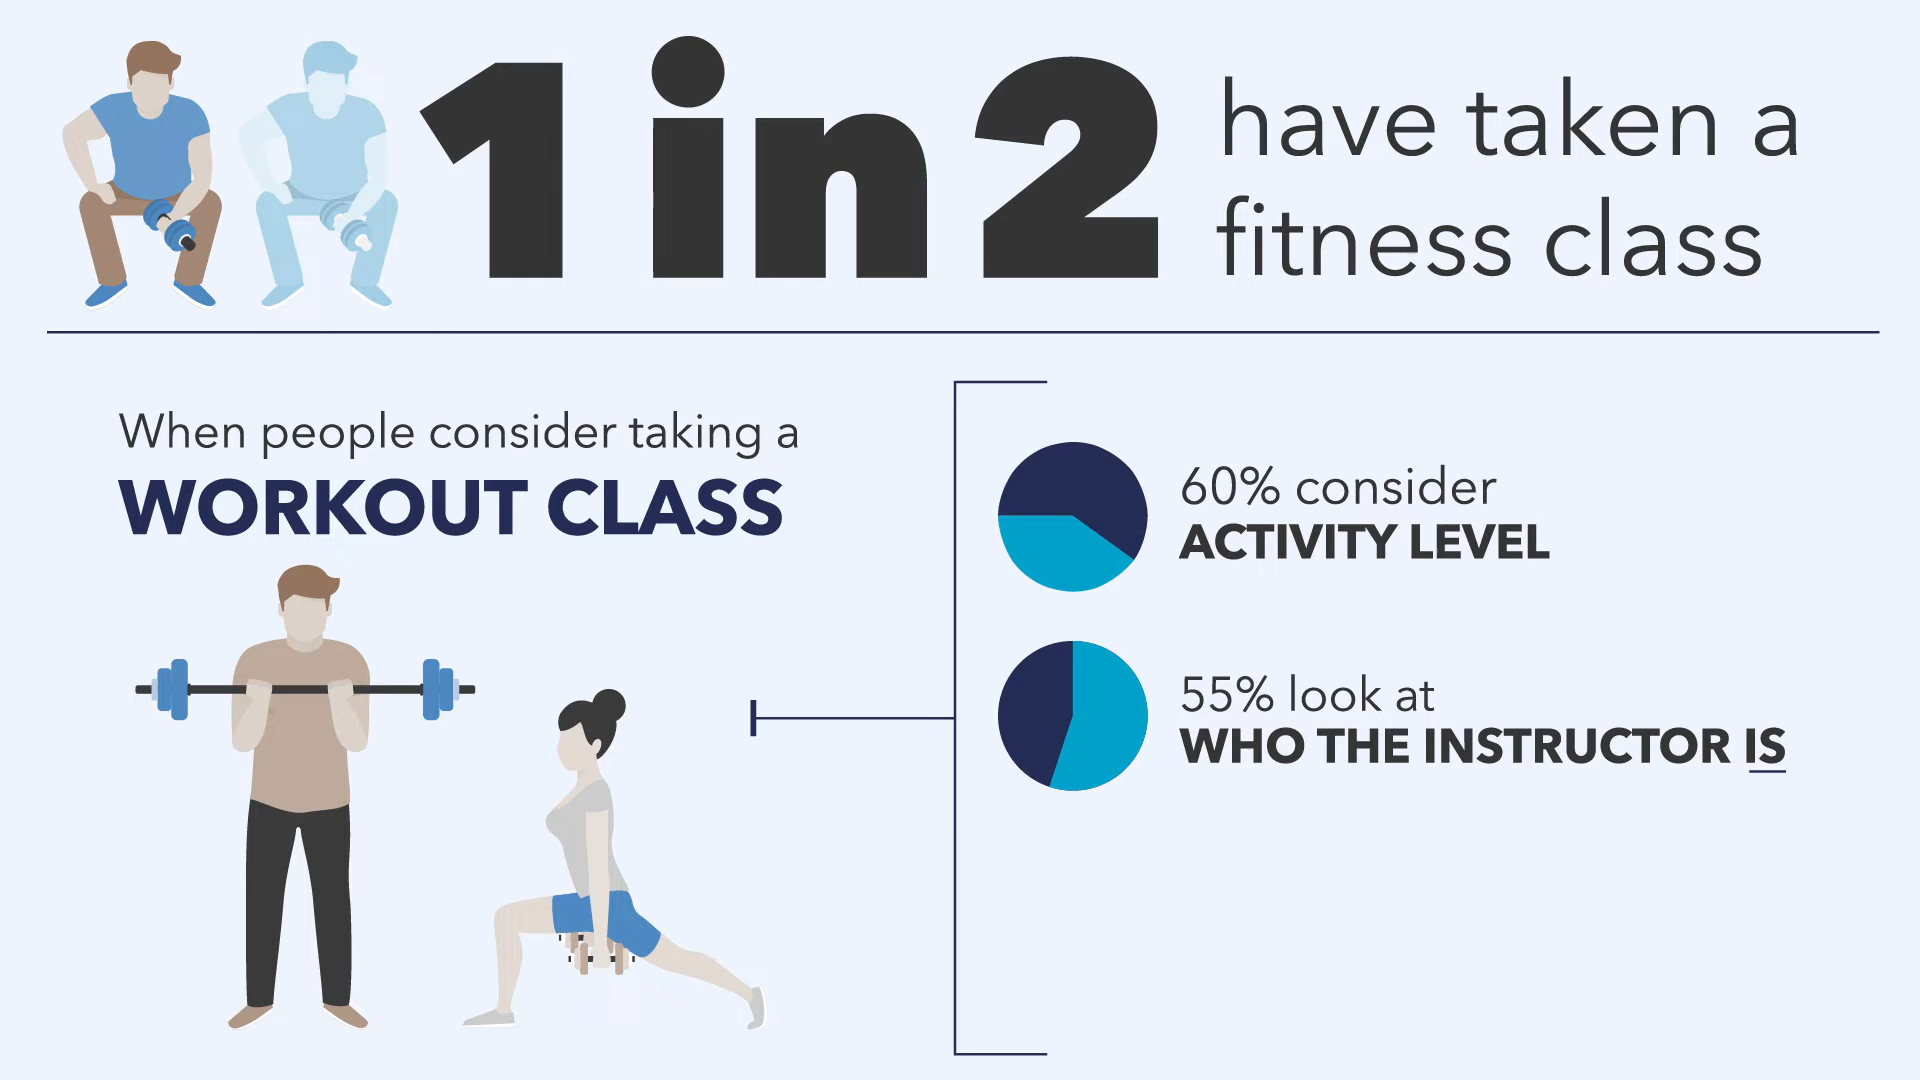 1 in 2
have taken a
fitness class
When people consider taking a
WORKOUT CLASS
60% consider
ACTIVITY LEVEL
55% look at
WHO THE INSTRUCTOR IS